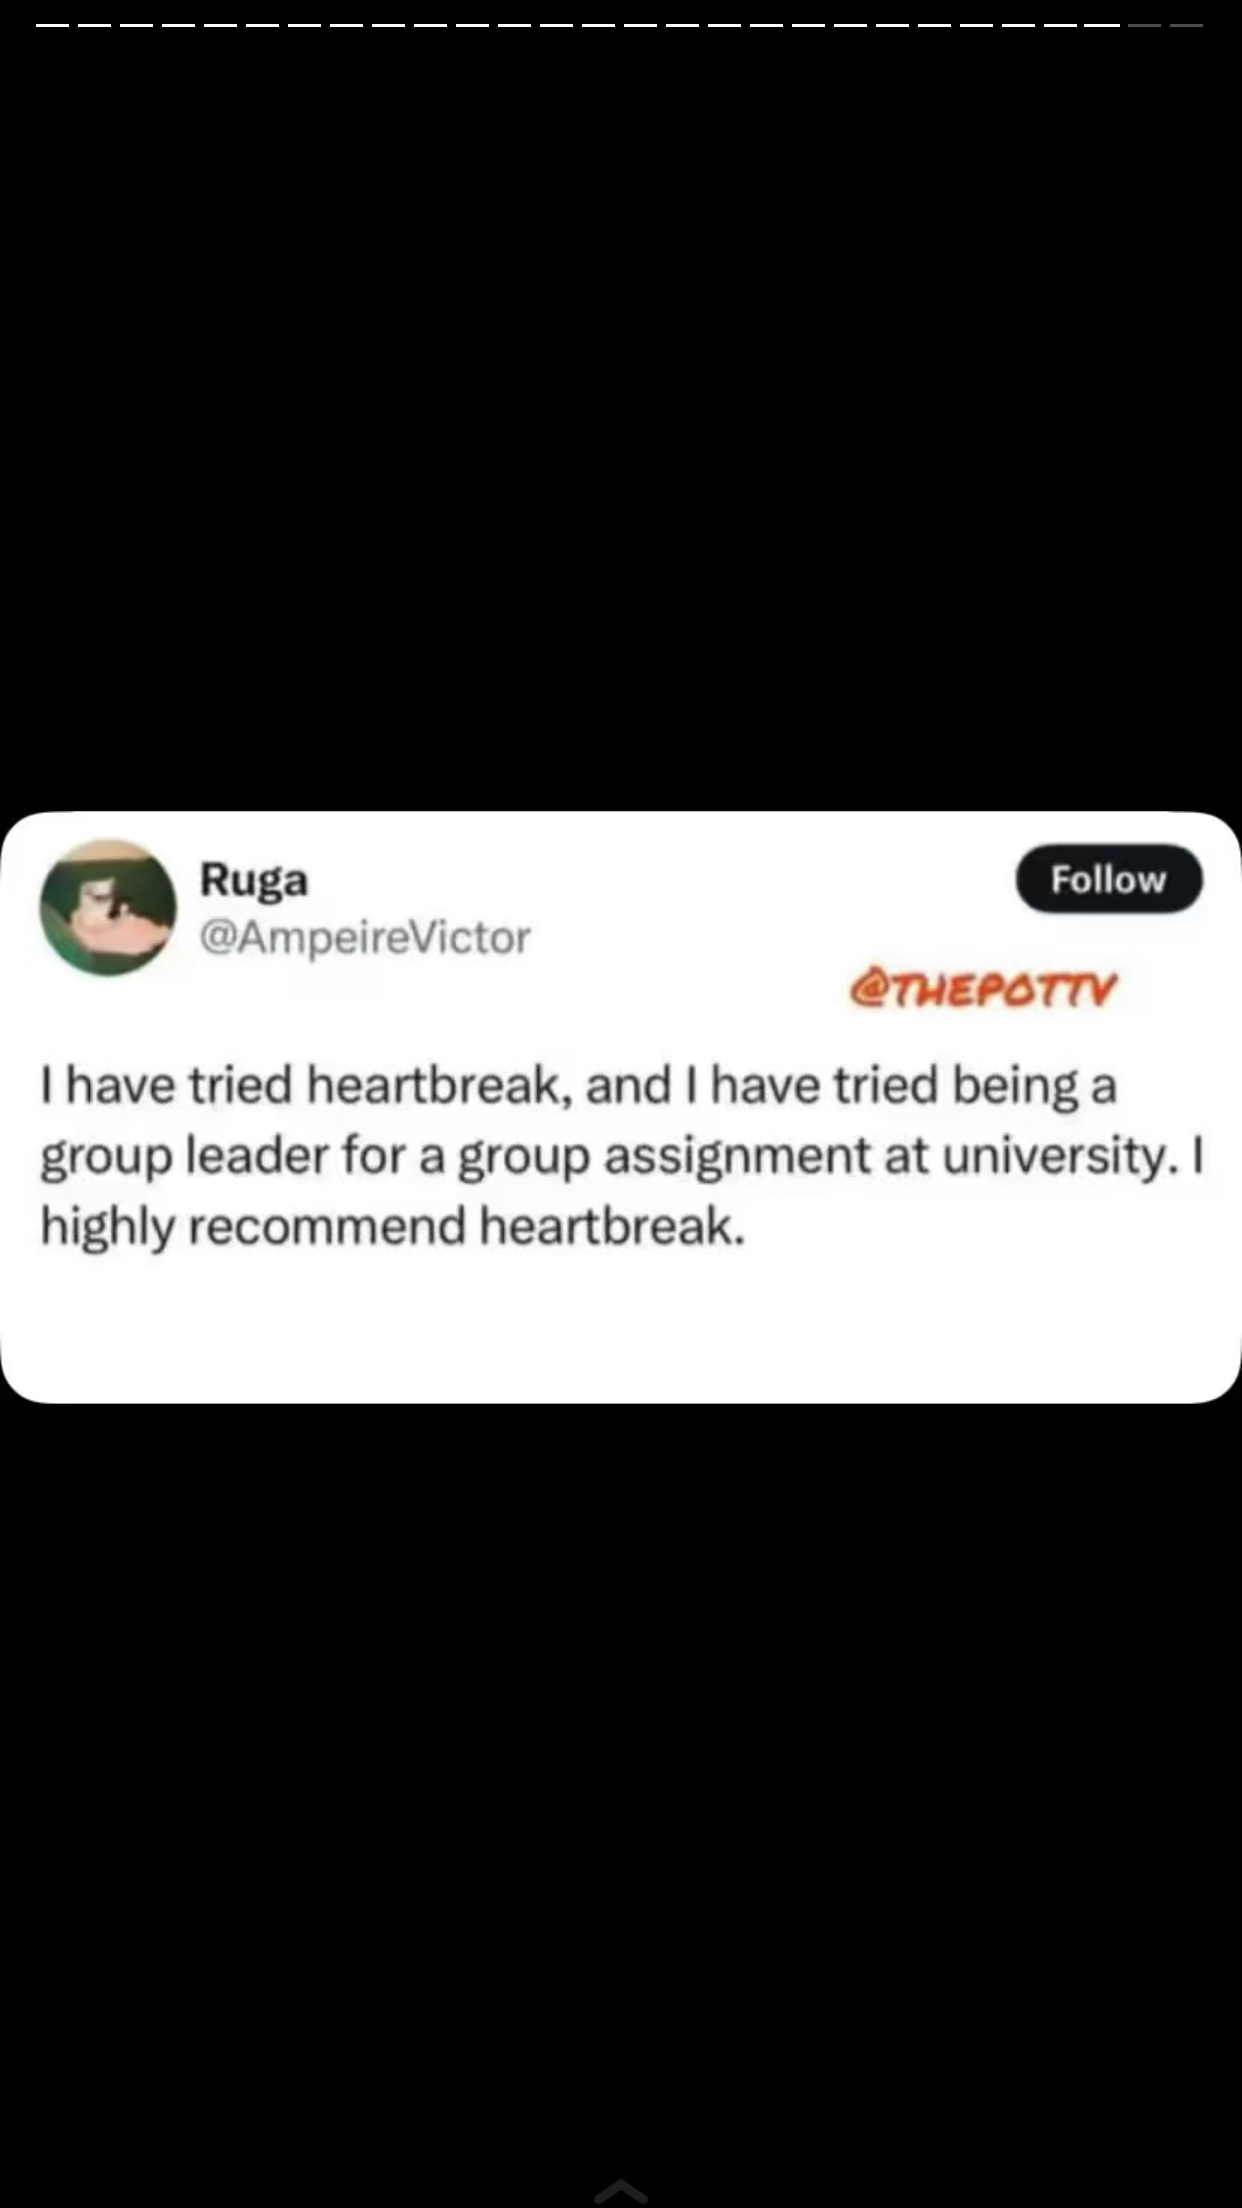 Ruga
Follow
@AmpeireVictor
@THEPOTTV
I have tried heartbreak, and I have tried being a
group leader for a group assignment at university. I
highly recommend heartbreak.